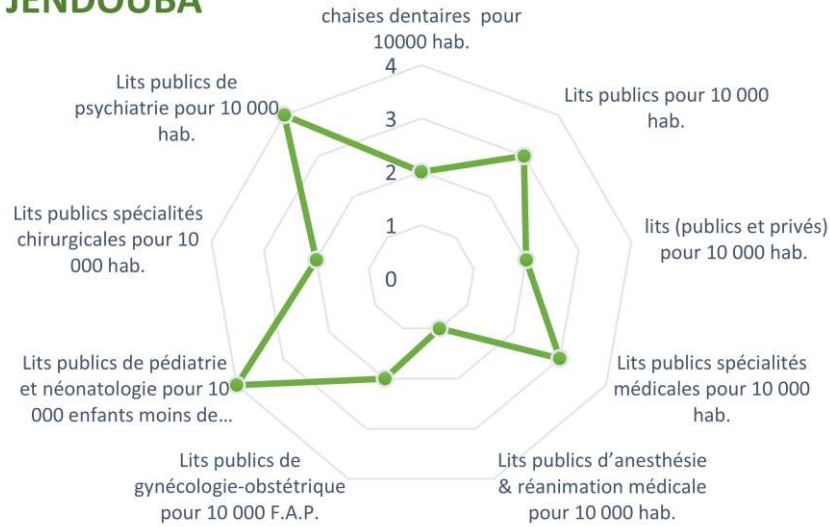 JENDOUBA
chaises dentaires pour
10000 hab.
4
3
2
1
0
Lits publics pour 10 000
hab.
lits (publics et privés)
pour 10 000 hab.
Lits publics spécialités
médicales pour 10 000
hab.
Lits publics d’anesthésie
& réanimation médicale
pour 10 000 hab.
Lits publics de
gynécologie-obstétrique
pour 10 000 F.A.P.
Lits publics de pédiatrie
et néonatologie pour 10
000 enfants moins de...
Lits publics spécialités
chirurgicales pour 10
000 hab.
Lits publics de
psychiatrie pour 10 000
hab.